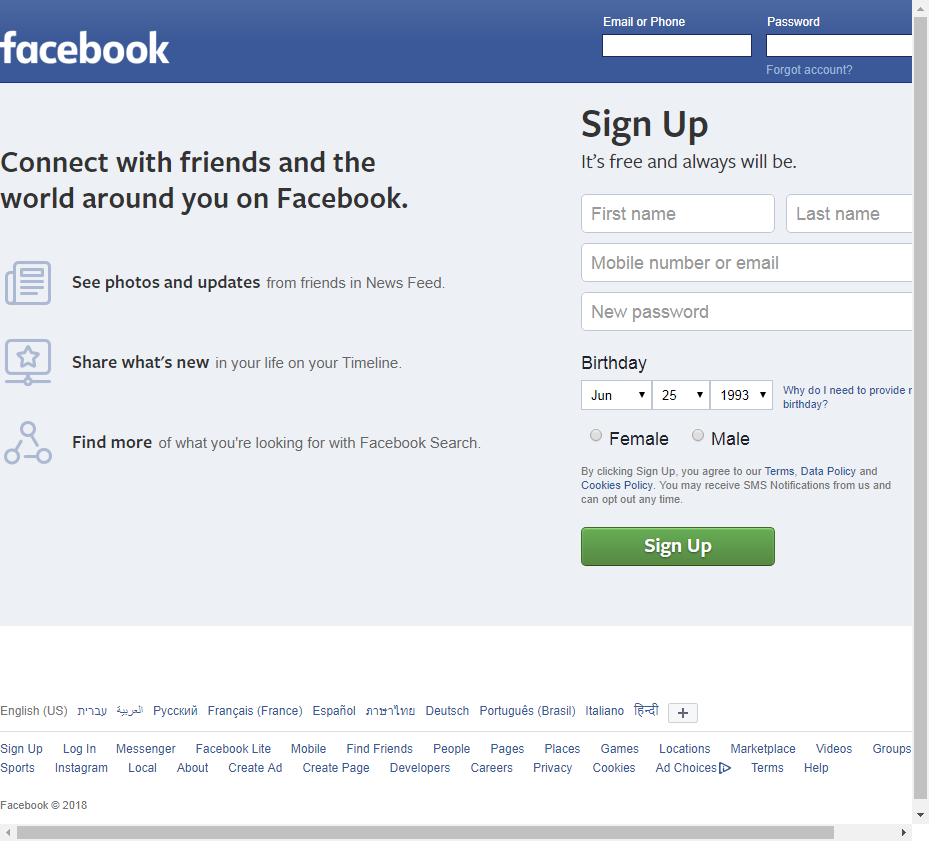 facebook
Email or Phone
Password
Forgot account?
Connect with friends and the
world around you on Facebook.
See photos and updates from friends in News Feed.
Share what's new in your life on your Timeline.
Find more of what you're looking for with Facebook Search.
Sign Up
It's free and always will be.
First name Last name
Mobile number or email
New password
Birthday
Jun 25 1993
Why do I need to provide
birthday?
Female Male
By clicking Sign Up, you agree to our Terms, Data Policy and
Cookies Policy. You may receive SMS Notifications from us and
can opt out any time.
Sign Up
English (US) עברית العربية Русский Français (France) Español ภาษาไทย Deutsch Português (Brasil) Italiano हिन्दी +
Sign Up Log In Messenger Facebook Lite Mobile Find Friends People Pages Places Games Locations Marketplace Videos Groups
Sports Instagram Local About Create Ad Create Page Developers Careers Privacy Cookies Ad Choices Terms Help
Facebook © 2018